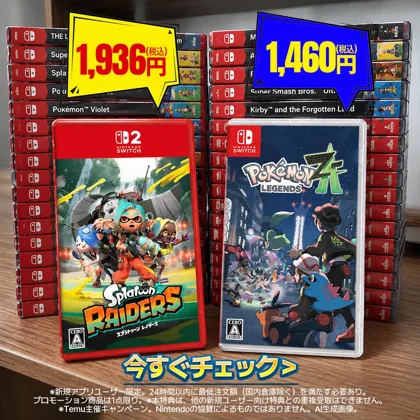 1,936円(税込)
1,460円(税込)
The L
Supe
Splat
Po
Pokémon™ Violet
M
Super Smash Bros.™ Ult
Kirby™ and the Forgotten Land
2
NINTENDO
SWITCH™
NINTENDO
SWITCH™
Splatoon
RAIDERS
スプラトゥーン レイダース
Pokémon
LEGENDS
ZA
CERO
A
CERO
A
今すぐチェック>
*新規アプリユーザー限定。24時間以内に最低注文額(国内倉庫除く)を満たす必要あり。
プロモーション商品は1点限り。*本特典は、他の新規ユーザー向け特典との重複受取はできません。
*Temu主催キャンペーン。Nintendoの協賛によるものではありません。AI生成画像。